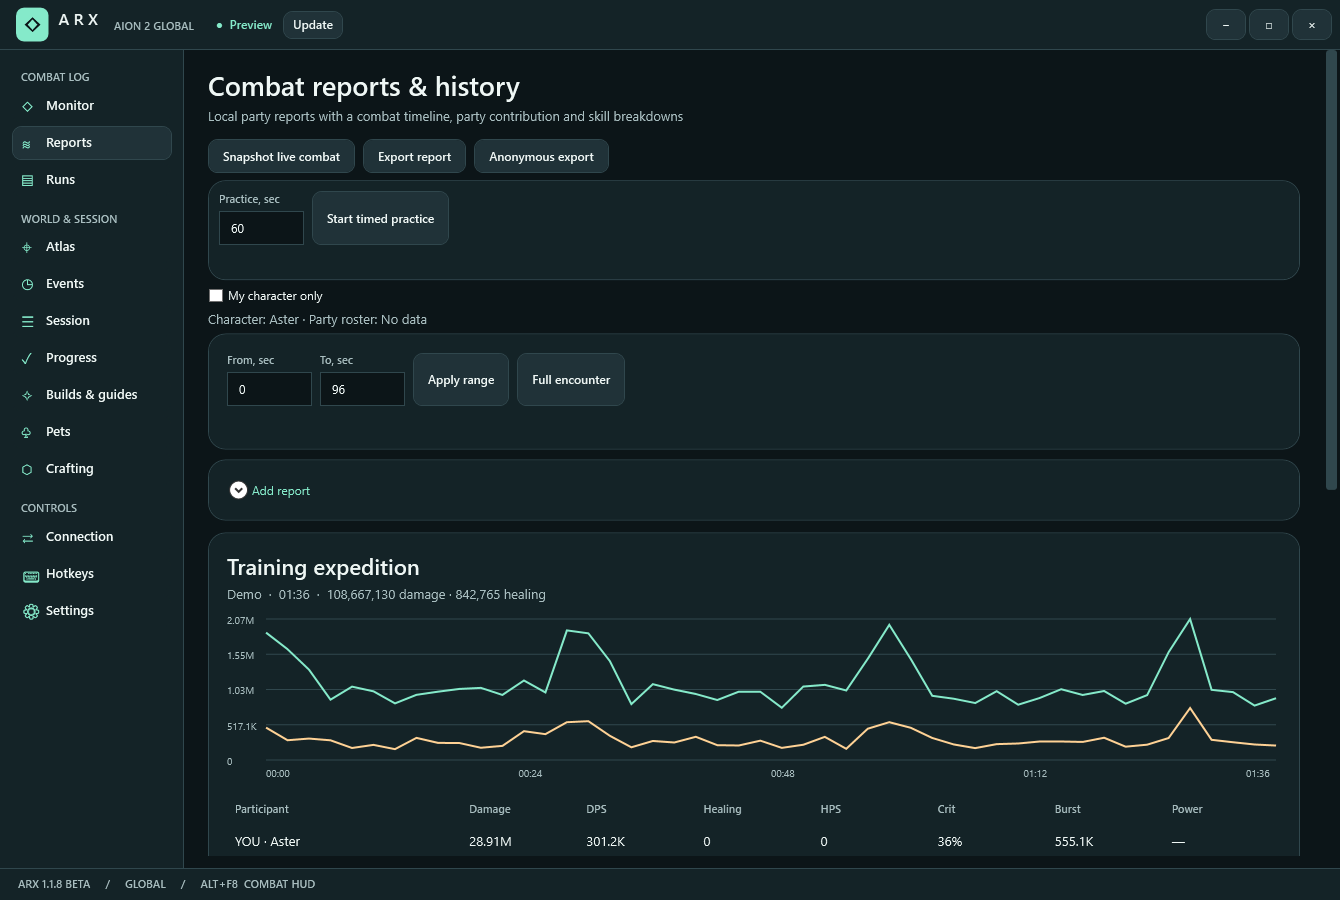 ARX AION 2 GLOBAL Preview Update
COMBAT LOG
Monitor
Reports
Runs
WORLD & SESSION
Atlas
Events
Session
Progress
Builds & guides
Pets
Crafting
CONTROLS
Connection
Hotkeys
Settings
Combat reports & history
Local party reports with a combat timeline, party contribution and skill breakdowns
Snapshot live combat Export report Anonymous export
Practice, sec
60 Start timed practice
My character only
Character: Aster · Party roster: No data
From, sec To, sec
0 96 Apply range Full encounter
Add report
Training expedition
Demo · 01:36 · 108,667,130 damage · 842,765 healing
2.07M
1.55M
1.03M
517.1K
0
00:00 00:24 00:48 01:12 01:36
Participant Damage DPS Healing HPS Crit Burst Power
YOU · Aster 28.91M 301.2K 0 0 36% 555.1K —
ARX 1.1.8 BETA / GLOBAL / ALT+F8 COMBAT HUD